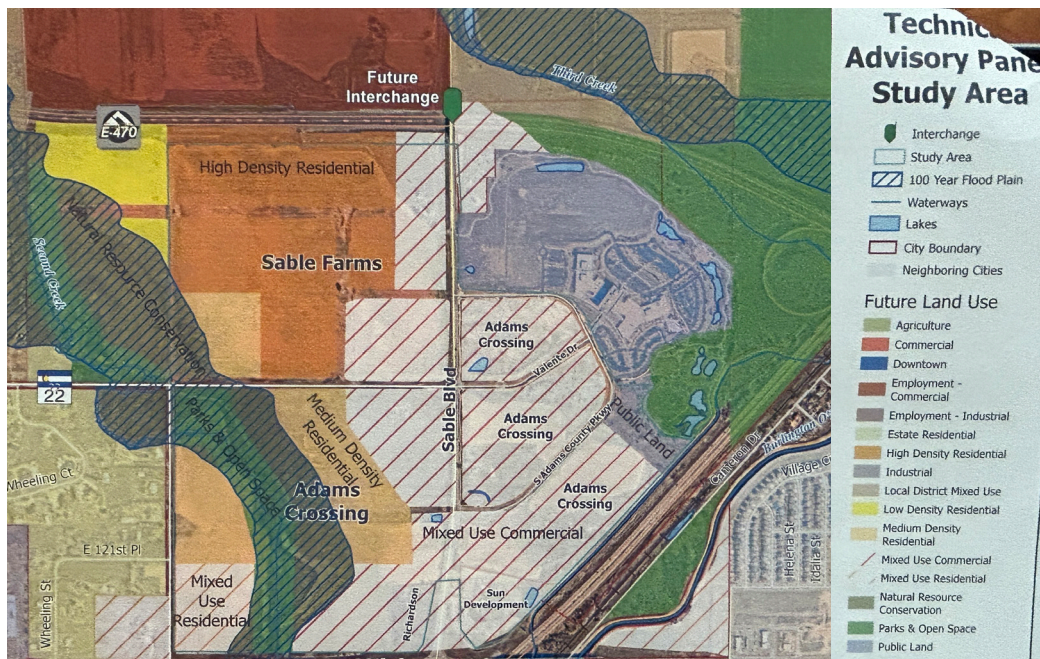 Technic
Advisory Pane
Study Area
Interchange
Study Area
100 Year Flood Plain
Waterways
Lakes
City Boundary
Neighboring Cities
Future Land Use
Agriculture
Commercial
Downtown
Employment -
Commercial
Employment - Industrial
Estate Residential
High Density Residential
Industrial
Local District Mixed Use
Low Density Residential
Medium Density
Residential
Mixed Use Commercial
Mixed Use Residential
Natural Resource
Conservation
Parks & Open Space
Public Land
Future
Interchange
Third Creek
E-470
High Density Residential
Natural Resource Conservation
Second Creek
Sable Farms
Adams
Crossing
Valente Dr
22
Sable Blvd
Medium Density
Residential
Parks & Open Space
Adams
Crossing
Public Land
S Adams County Pkwy
Adams
Crossing
Adams
Crossing
Cameron Dr
Village C
Wheeling Ct
Mixed Use Commercial
E 121st Pl
Helena St
Idalia St
Mixed
Use
Residential
Wheeling St
Richardson
Sun
Development